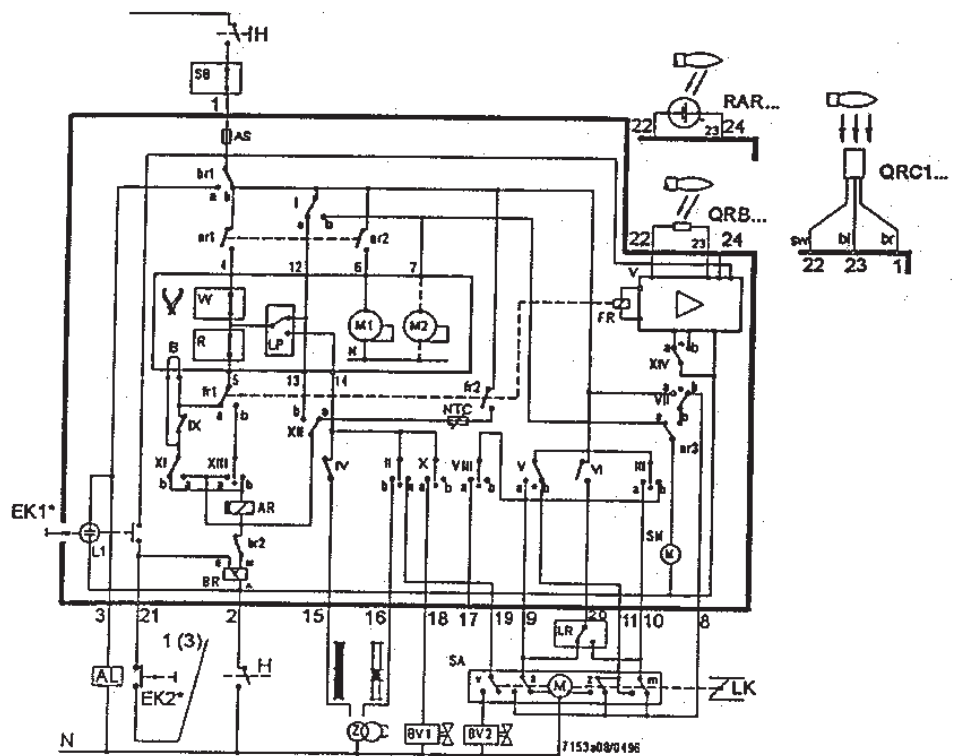 H
SB
1
AS
br1
a b
I
a b
ar1
ar2
4 12 6 7
W
R
LP
M1
M2
N
5 13 14
B
fr1
a b
IX
XI
b a
XIII
a b
XII
b a
IV
fr2
NTC
II
b a
X
a b
VIII
a b
V
a b
VI
III
a b
AR
br2
BR
EK1*
L1
RAR...
22 23 24
QRB...
22 23 24
QRC1...
sw bl br
22 23 1
V
FR
a b
XIV
VII
a b
ar3
SM
M
3 21 2 15 16 18 17 19 9 20 11 10 8
1 (3)
AL
EK2*
H
LR
SA
v a M z m
LK
Z
BV1
BV2
N
7153a08/0496